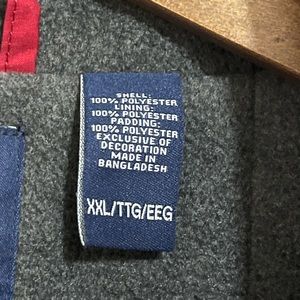 SHELL:
100% POLYESTER
LINING:
100% POLYESTER
PADDING:
100% POLYESTER
EXCLUSIVE OF
DECORATION
MADE IN
BANGLADESH
XXL/TTG/EEG